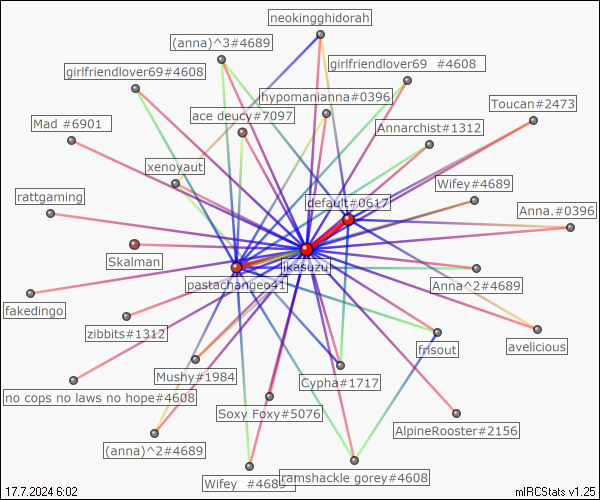 neokingghidorah
(anna)^3#4689
girlfriendlover69 #4608
girlfriendlover69#4608
hypomanianna#0396
Toucan#2473
ace deucy#7097
Mad #6901
Annarchist#1312
xenoyaut
Wifey#4689
rattgaming
default#0617
Anna.#0396
Skalman
jikasuzu
pastachangeo41
Anna^2#4689
fakedingo
zibbits#1312
frisout
avelicious
Mushy#1984
Cypha#1717
no cops no laws no hope#4608
Soxy Foxy#5076
AlpineRooster#2156
(anna)^2#4689
Wifey #4689
ramshackle gorey#4608
17.7.2024 6:02
mIRCStats v1.25